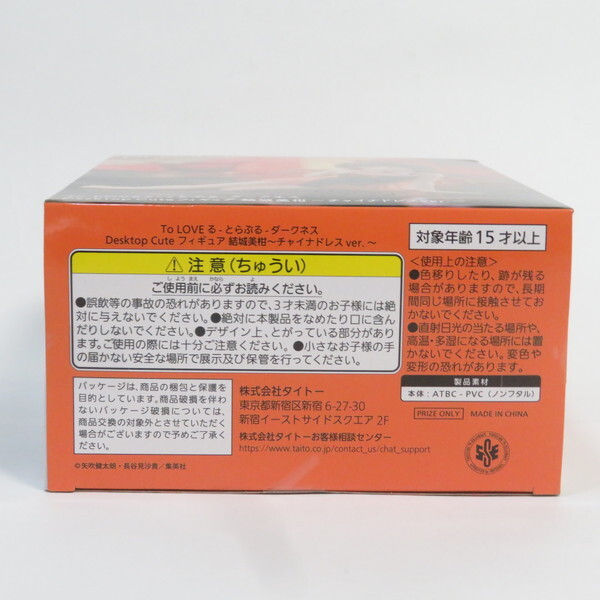 To LOVE る - とらぶる - ダークネス
Desktop Cute フィギュア 結城美柑～チャイナドレス ver. ～
対象年齢 15 才以上
⚠ 注意 (ちゅうい)
しようまえ かなら よ
ご使用前に必ずお読みください。
●誤飲等の事故の恐れがありますので、3才未満のお子様には絶
対に与えないでください。●絶対に本製品をなめたり口に含ん
だりしないでください。●デザイン上、とがっている部分があり
ます。ご使用の際には十分ご注意ください。●小さなお子様の手
の届かない安全な場所で展示及び保管を行ってください。
＜使用上の注意＞
●色移りしたり、跡が残る
場合がありますので、長期
間同じ場所に接触させてお
かないでください。
●直射日光の当たる場所や、
高温・多湿になる場所には置
かないでください。変色や
変形の恐れがあります。
製品素材
本体：ATBC - PVC（ノンフタル）
PRIZE ONLY
MADE IN CHINA
パッケージは、商品の梱包と保護を
目的としています。商品破損を伴わ
ないパッケージ破損については、
商品交換の対象外とさせていただく
場合がございますので予めご了承く
ださい。
株式会社タイトー
東京都新宿区新宿 6-27-30
新宿イーストサイドスクエア 2F
株式会社タイトーお客様相談センター
https://www.taito.co.jp/contact_us/chat_support
©矢吹健太朗・長谷見沙貴／集英社